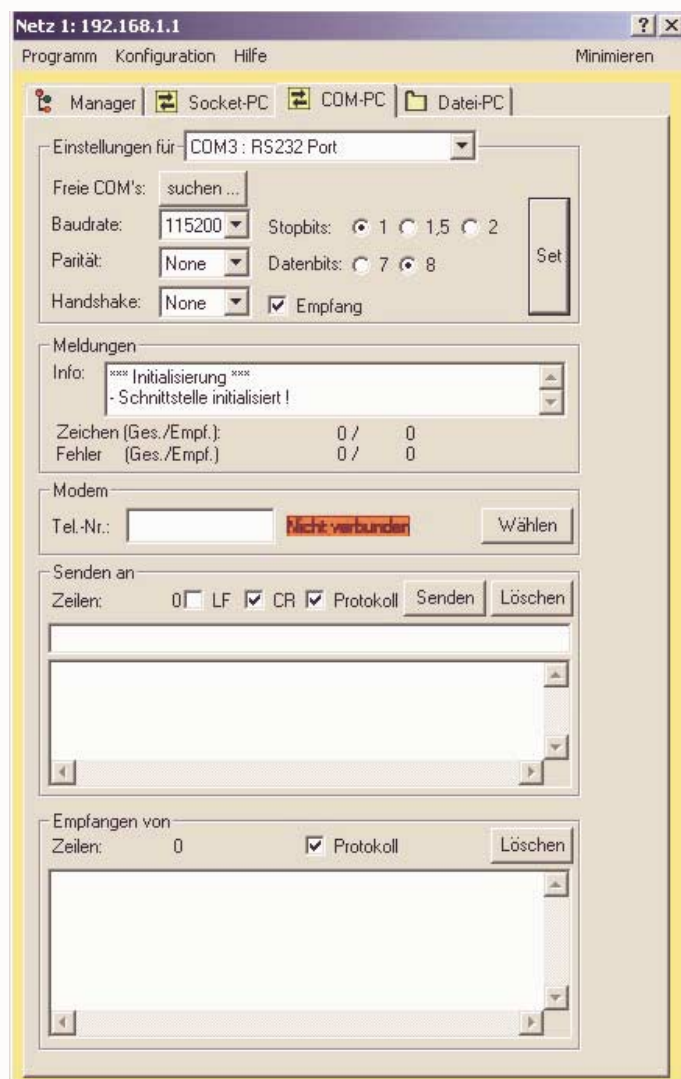 Netz 1: 192.168.1.1
Programm Konfiguration Hilfe Minimieren
Manager Socket-PC COM-PC Datei-PC
Einstellungen für COM3 : RS232 Port
Freie COM's: suchen ...
Baudrate: 115200 Stopbits: 1 1,5 2
Set
Parität: None Datenbits: 7 8
Handshake: None Empfang
Meldungen
Info: *** Initialisierung ***
- Schnittstelle initialisiert !
Zeichen (Ges./Empf.): 0 / 0
Fehler (Ges./Empf.) 0 / 0
Modem
Tel.-Nr.: Nicht verbunden Wählen
Senden an
Zeilen: 0 LF CR Protokoll Senden Löschen
Empfangen von
Zeilen: 0 Protokoll Löschen